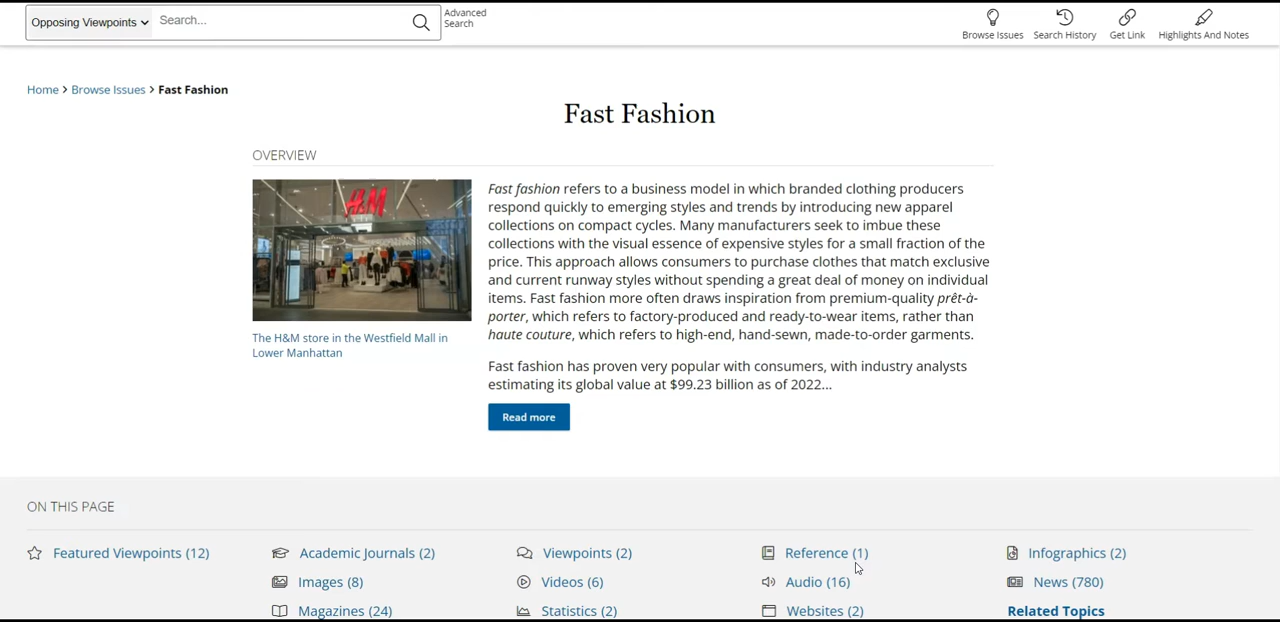 Opposing Viewpoints
Search...
Advanced
Search
Browse Issues
Search History
Get Link
Highlights And Notes
Home > Browse Issues > Fast Fashion
Fast Fashion
OVERVIEW
H&M
The H&M store in the Westfield Mall in
Lower Manhattan
Fast fashion refers to a business model in which branded clothing producers
respond quickly to emerging styles and trends by introducing new apparel
collections on compact cycles. Many manufacturers seek to imbue these
collections with the visual essence of expensive styles for a small fraction of the
price. This approach allows consumers to purchase clothes that match exclusive
and current runway styles without spending a great deal of money on individual
items. Fast fashion more often draws inspiration from premium-quality prêt-à-
porter, which refers to factory-produced and ready-to-wear items, rather than
haute couture, which refers to high-end, hand-sewn, made-to-order garments.
Fast fashion has proven very popular with consumers, with industry analysts
estimating its global value at $99.23 billion as of 2022...
Read more
ON THIS PAGE
Featured Viewpoints (12)
Academic Journals (2)
Viewpoints (2)
Reference (1)
Infographics (2)
Images (8)
Videos (6)
Audio (16)
News (780)
Magazines (24)
Statistics (2)
Websites (2)
Related Topics